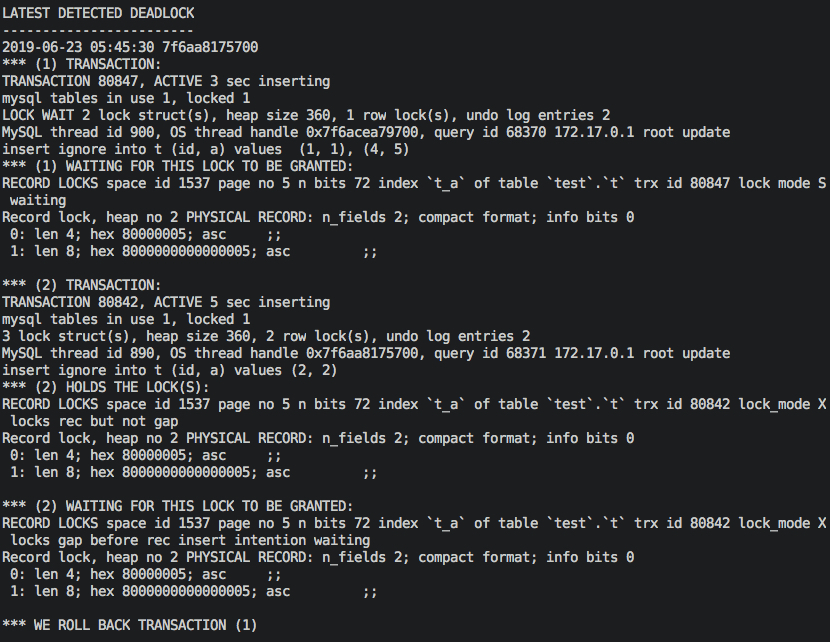 LATEST DETECTED DEADLOCK
------------------------
2019-06-23 05:45:30 7f6aa8175700
*** (1) TRANSACTION:
TRANSACTION 80847, ACTIVE 3 sec inserting
mysql tables in use 1, locked 1
LOCK WAIT 2 lock struct(s), heap size 360, 1 row lock(s), undo log entries 2
MySQL thread id 900, OS thread handle 0x7f6acea79700, query id 68370 172.17.0.1 root update
insert ignore into t (id, a) values  (1, 1), (4, 5)
*** (1) WAITING FOR THIS LOCK TO BE GRANTED:
RECORD LOCKS space id 1537 page no 5 n bits 72 index `t_a` of table `test`.`t` trx id 80847 lock mode S
 waiting
Record lock, heap no 2 PHYSICAL RECORD: n_fields 2; compact format; info bits 0
 0: len 4; hex 80000005; asc     ;;
 1: len 8; hex 8000000000000005; asc         ;;

*** (2) TRANSACTION:
TRANSACTION 80842, ACTIVE 5 sec inserting
mysql tables in use 1, locked 1
3 lock struct(s), heap size 360, 2 row lock(s), undo log entries 2
MySQL thread id 890, OS thread handle 0x7f6aa8175700, query id 68371 172.17.0.1 root update
insert ignore into t (id, a) values (2, 2)
*** (2) HOLDS THE LOCK(S):
RECORD LOCKS space id 1537 page no 5 n bits 72 index `t_a` of table `test`.`t` trx id 80842 lock_mode X
 locks rec but not gap
Record lock, heap no 2 PHYSICAL RECORD: n_fields 2; compact format; info bits 0
 0: len 4; hex 80000005; asc     ;;
 1: len 8; hex 8000000000000005; asc         ;;

*** (2) WAITING FOR THIS LOCK TO BE GRANTED:
RECORD LOCKS space id 1537 page no 5 n bits 72 index `t_a` of table `test`.`t` trx id 80842 lock_mode X
 locks gap before rec insert intention waiting
Record lock, heap no 2 PHYSICAL RECORD: n_fields 2; compact format; info bits 0
 0: len 4; hex 80000005; asc     ;;
 1: len 8; hex 8000000000000005; asc         ;;

*** WE ROLL BACK TRANSACTION (1)